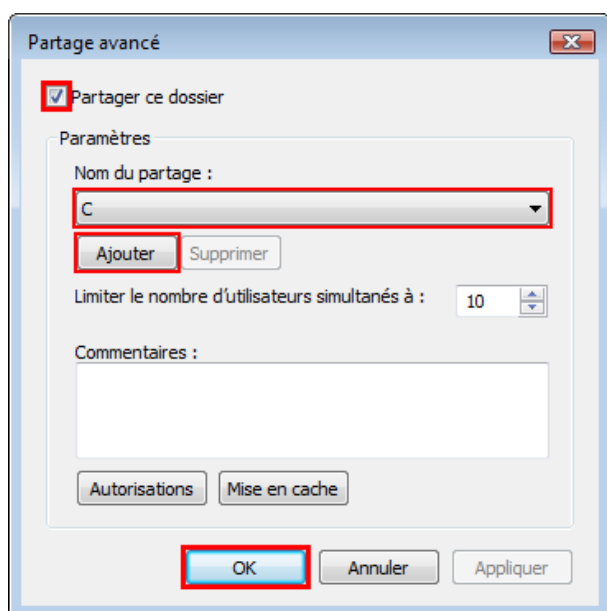 Partage avancé
Partager ce dossier
Paramètres
Nom du partage :
C
Ajouter Supprimer
Limiter le nombre d'utilisateurs simultanés à : 10
Commentaires :
Autorisations Mise en cache
OK Annuler Appliquer